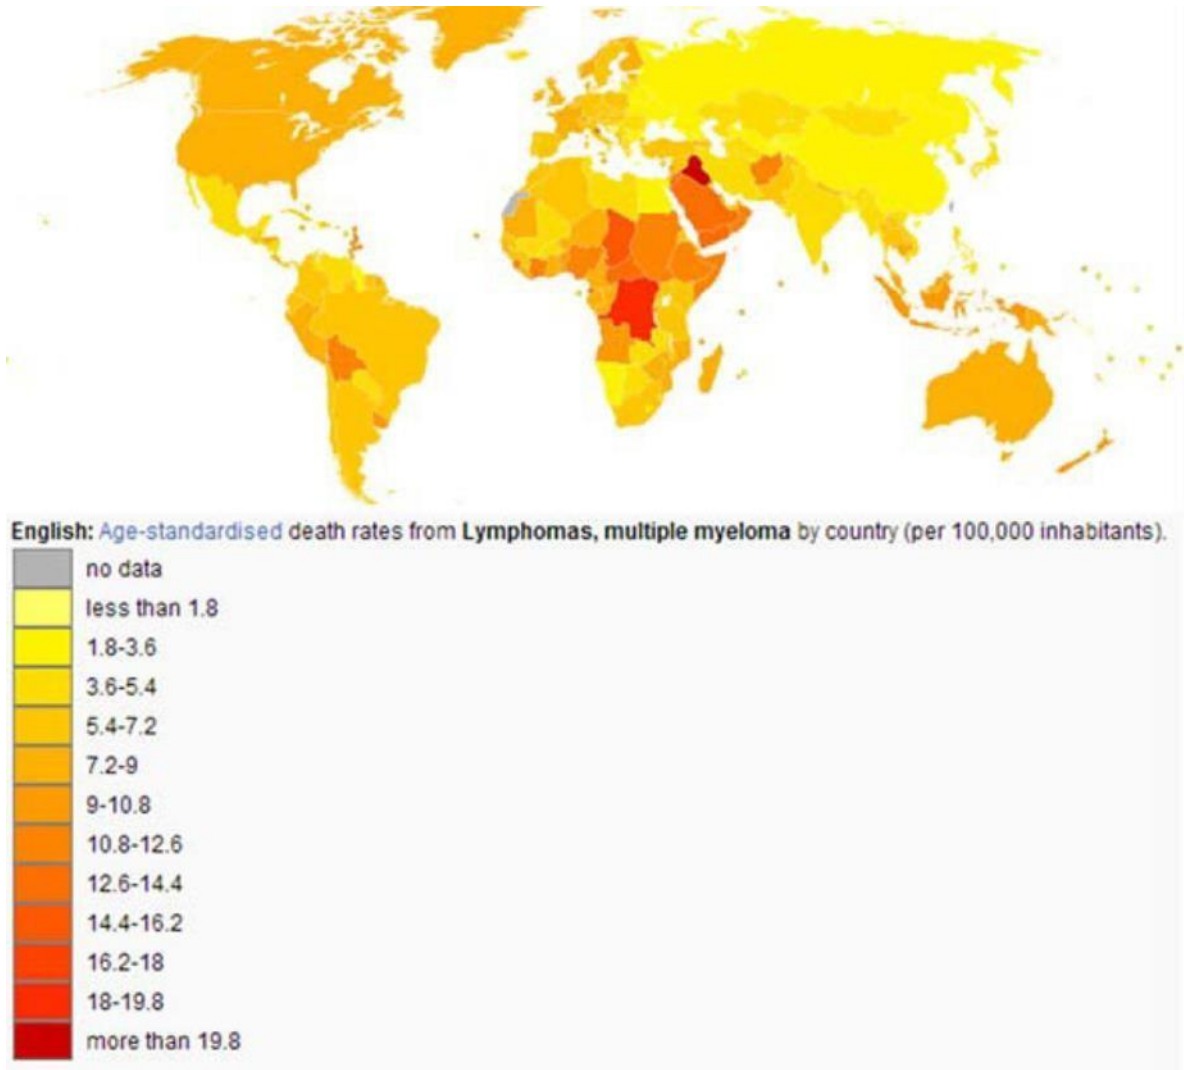 English: Age-standardised death rates from Lymphomas, multiple myeloma by country (per 100,000 inhabitants).
no data
less than 1.8
1.8-3.6
3.6-5.4
5.4-7.2
7.2-9
9-10.8
10.8-12.6
12.6-14.4
14.4-16.2
16.2-18
18-19.8
more than 19.8